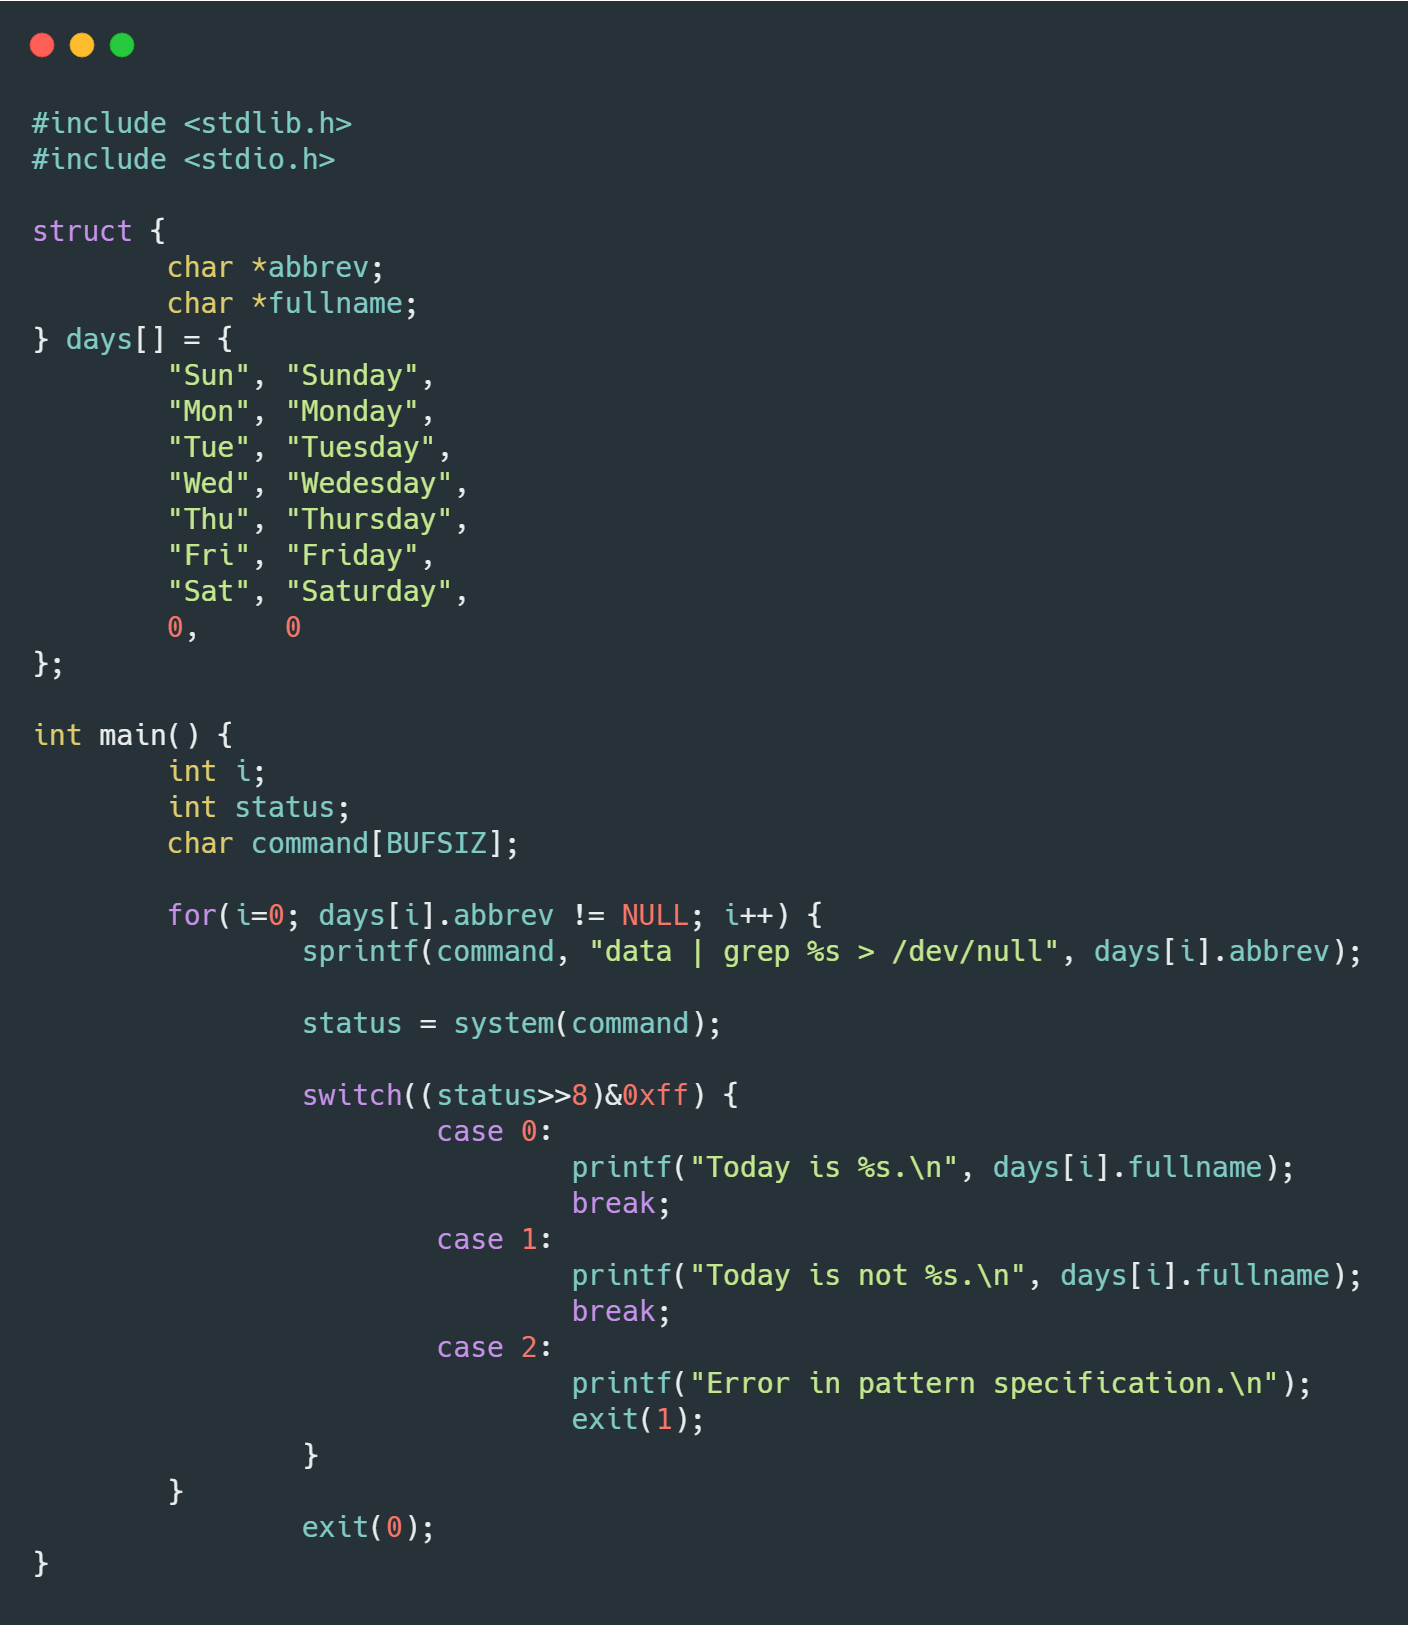 #include <stdlib.h>
#include <stdio.h>

struct {
        char *abbrev;
        char *fullname;
} days[] = {
        "Sun", "Sunday",
        "Mon", "Monday",
        "Tue", "Tuesday",
        "Wed", "Wedesday",
        "Thu", "Thursday",
        "Fri", "Friday",
        "Sat", "Saturday",
        0,     0
};

int main() {
        int i;
        int status;
        char command[BUFSIZ];

        for(i=0; days[i].abbrev != NULL; i++) {
                sprintf(command, "data | grep %s > /dev/null", days[i].abbrev);

                status = system(command);

                switch((status>>8)&0xff) {
                        case 0:
                                printf("Today is %s.\n", days[i].fullname);
                                break;
                        case 1:
                                printf("Today is not %s.\n", days[i].fullname);
                                break;
                        case 2:
                                printf("Error in pattern specification.\n");
                                exit(1);
                }
        }
                exit(0);
}